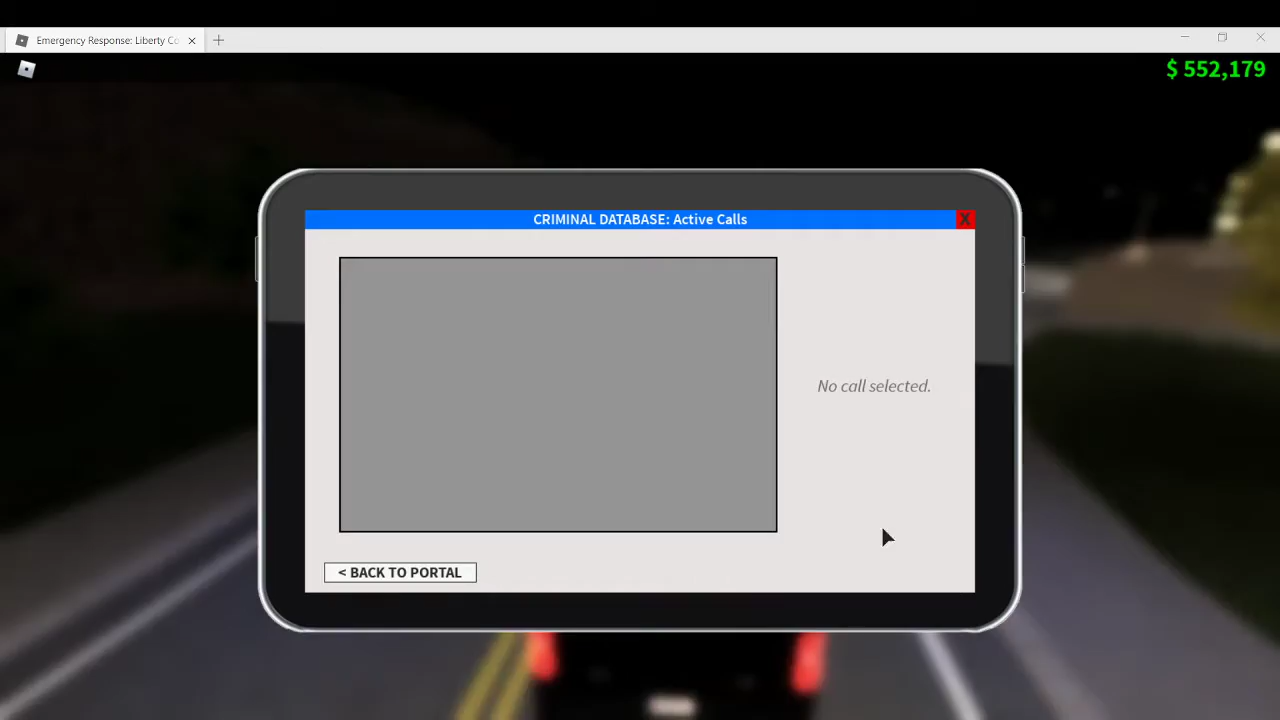 Emergency Response: Liberty Co
$ 552,179
CRIMINAL DATABASE: Active Calls
X
No call selected.
< BACK TO PORTAL